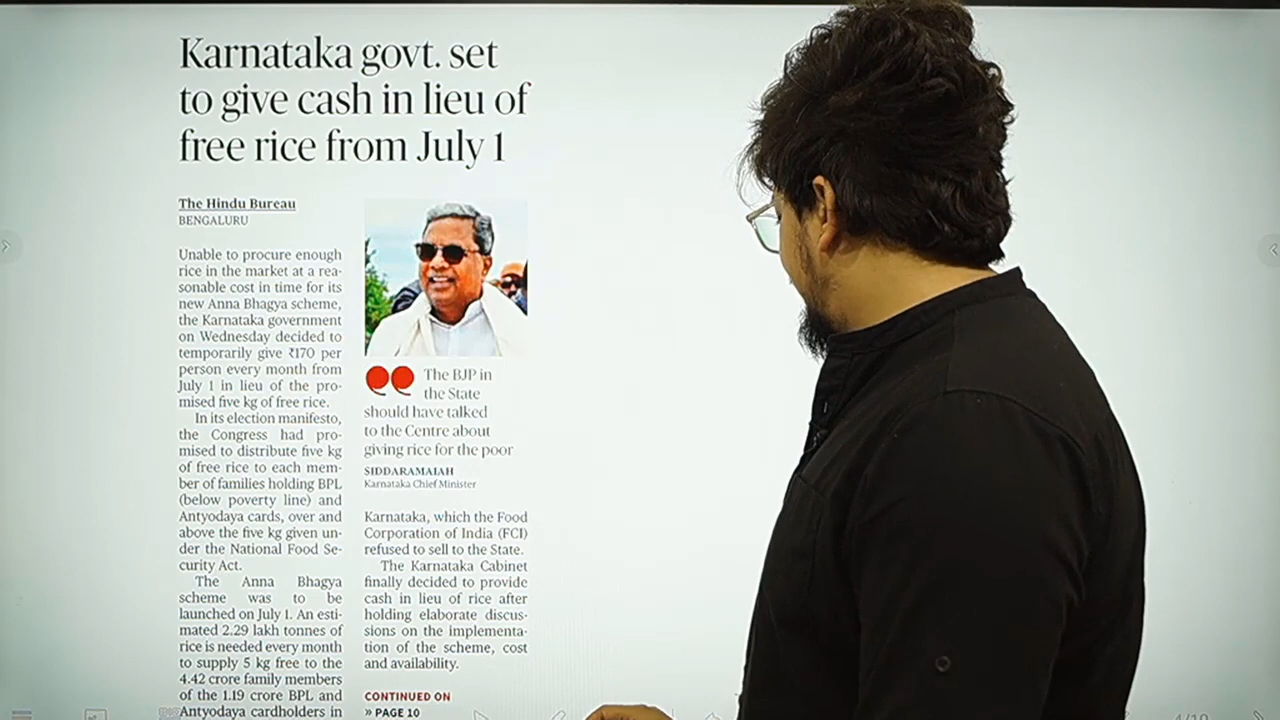 Karnataka govt. set
to give cash in lieu of
free rice from July 1
The Hindu Bureau
BENGALURU
Unable to procure enough
rice in the market at a rea-
sonable cost in time for its
new Anna Bhagya scheme,
the Karnataka government
on Wednesday decided to
temporarily give ₹170 per
person every month from
July 1 in lieu of the pro-
mised five kg of free rice.
In its election manifesto,
the Congress had pro-
mised to distribute five kg
of free rice to each mem-
ber of families holding BPL
(below poverty line) and
Antyodaya cards, over and
above the five kg given un-
der the National Food Se-
curity Act.
The Anna Bhagya
scheme was to be
launched on July 1. An esti-
mated 2.29 lakh tonnes of
rice is needed every month
to supply 5 kg free to the
4.42 crore family members
of the 1.19 crore BPL and
Antyodaya cardholders in
The BJP in
the State
should have talked
to the Centre about
giving rice for the poor
SIDDARAMAIAH
Karnataka Chief Minister
Karnataka, which the Food
Corporation of India (FCI)
refused to sell to the State.
The Karnataka Cabinet
finally decided to provide
cash in lieu of rice after
holding elaborate discus-
sions on the implementa-
tion of the scheme, cost
and availability.
CONTINUED ON
» PAGE 10